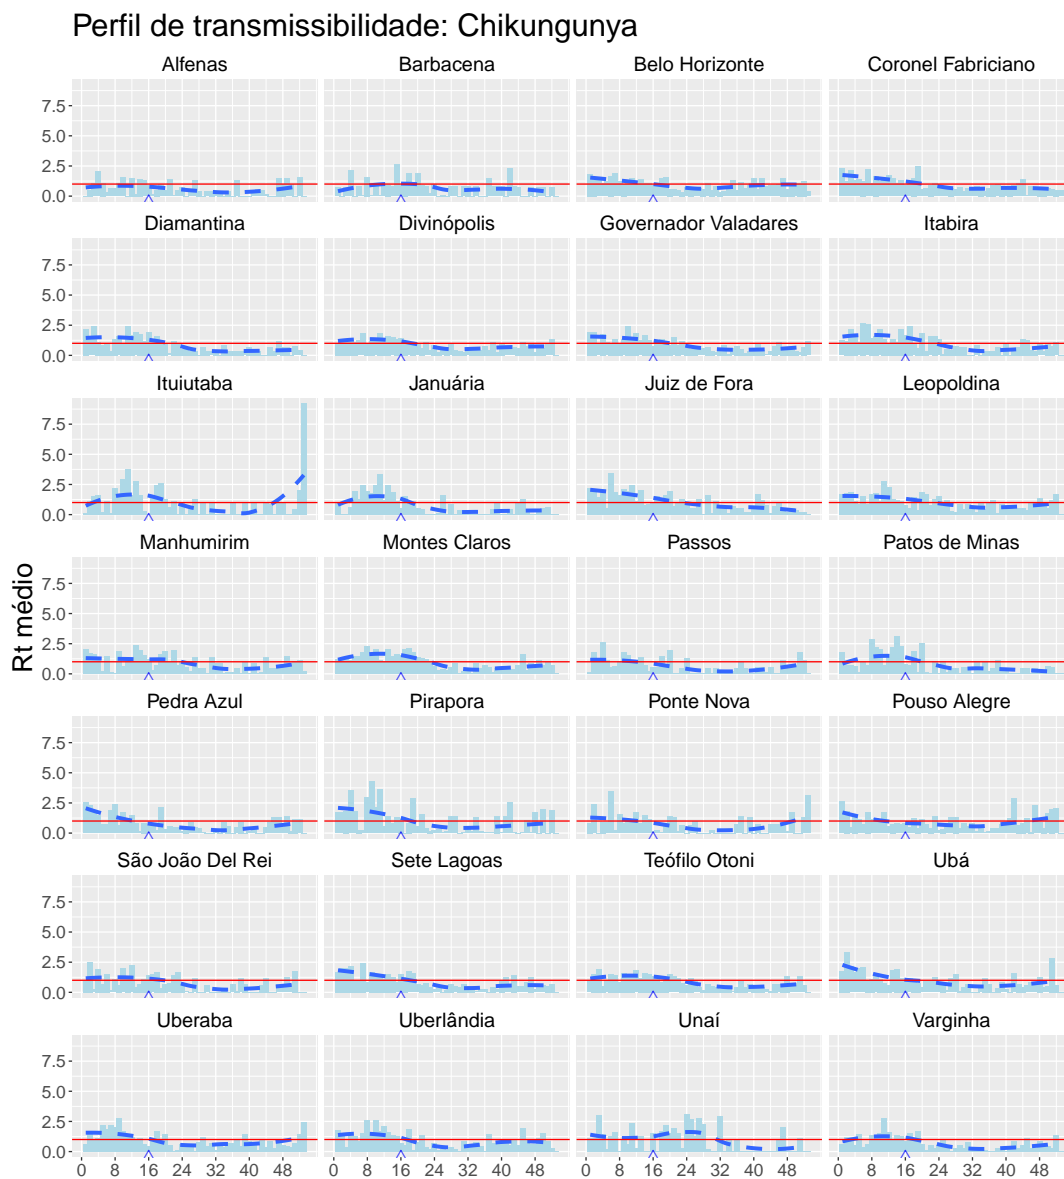 Perfil de transmissibilidade: Chikungunya
Alfenas Barbacena Belo Horizonte Coronel Fabriciano
7.5
5.0
2.5
0.0
Diamantina Divinópolis Governador Valadares Itabira
7.5
5.0
2.5
0.0
Ituiutaba Januária Juiz de Fora Leopoldina
7.5
5.0
2.5
0.0
Manhumirim Montes Claros Passos Patos de Minas
7.5
5.0
2.5
0.0
Rt médio
Pedra Azul Pirapora Ponte Nova Pouso Alegre
7.5
5.0
2.5
0.0
São João Del Rei Sete Lagoas Teófilo Otoni Ubá
7.5
5.0
2.5
0.0
Uberaba Uberlândia Unaí Varginha
7.5
5.0
2.5
0.0
0 8 16 24 32 40 48 0 8 16 24 32 40 48 0 8 16 24 32 40 48 0 8 16 24 32 40 48